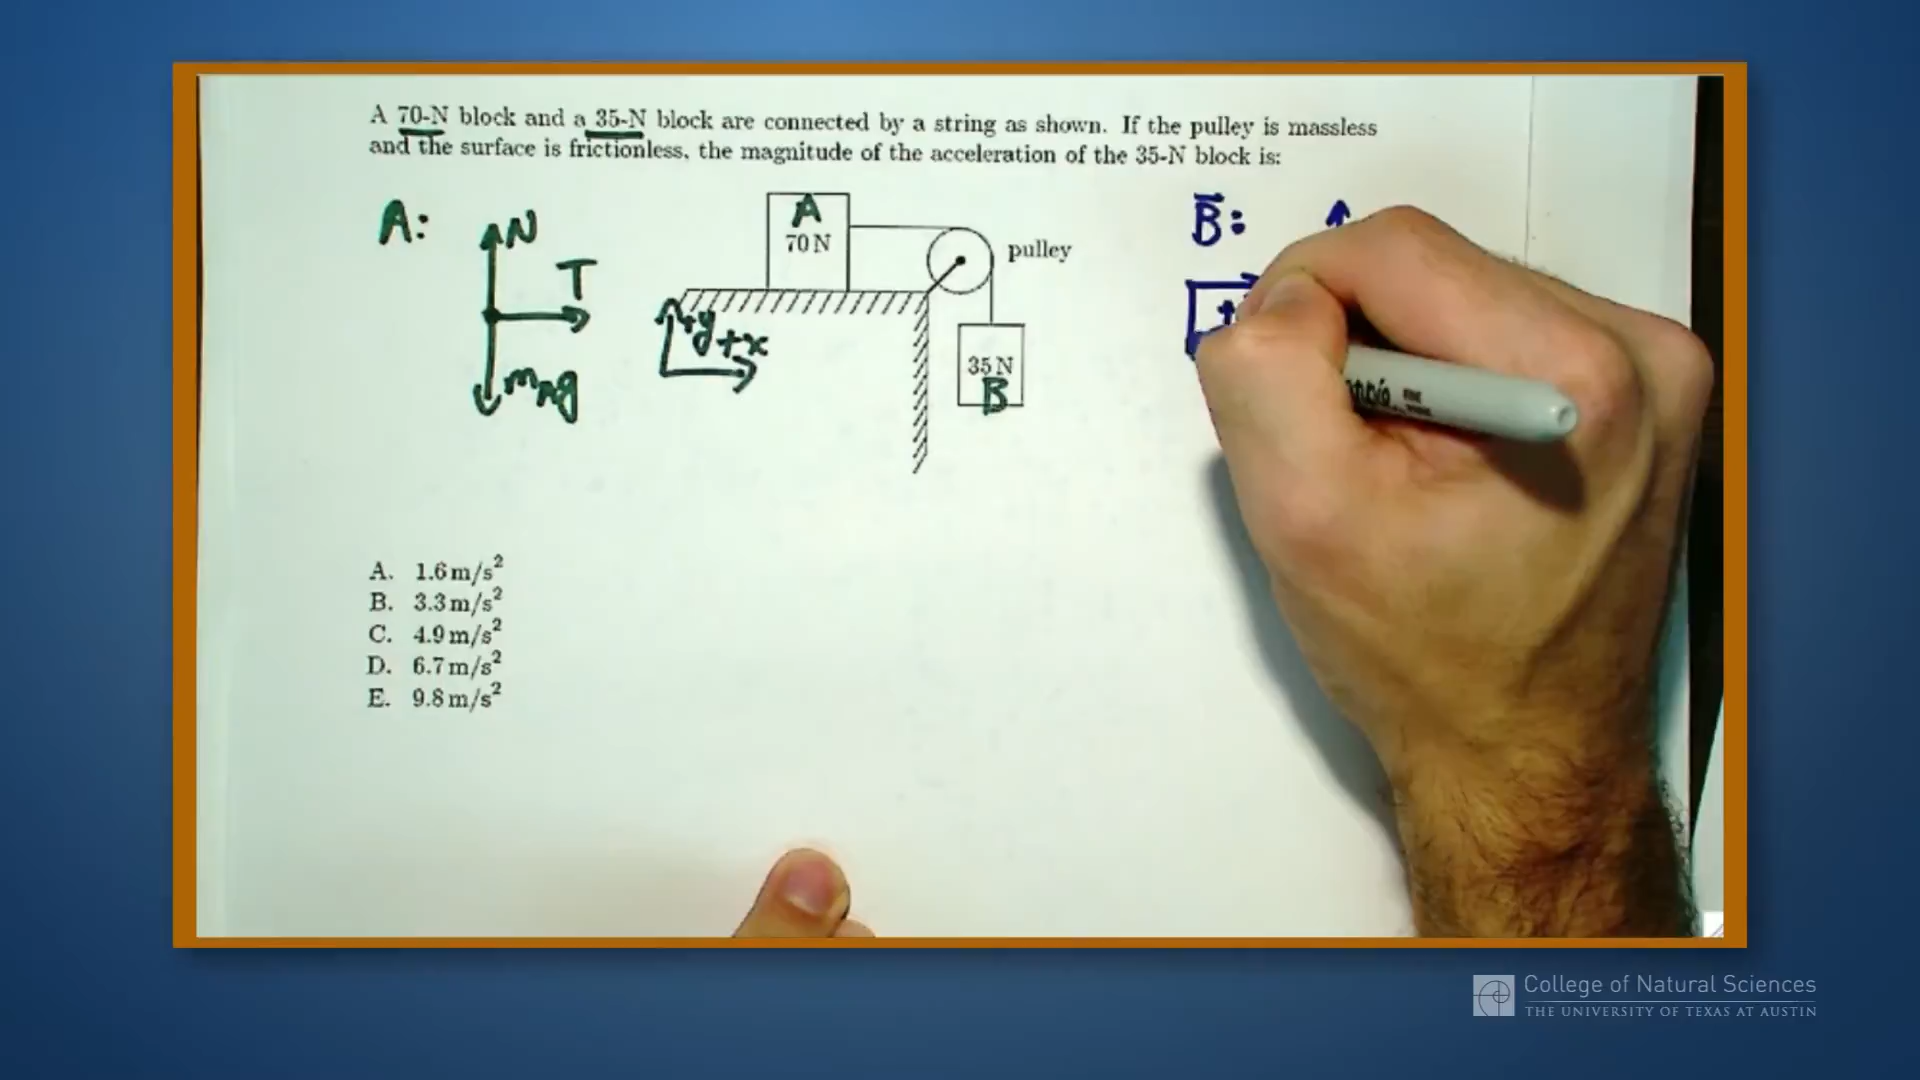 A 70-N block and a 35-N block are connected by a string as shown. If the pulley is massless
and the surface is frictionless, the magnitude of the acceleration of the 35-N block is:
A:
N
T
mAg
A
70 N
pulley
+y
+x
35 N
B
B:
A. 1.6 m/s²
B. 3.3 m/s²
C. 4.9 m/s²
D. 6.7 m/s²
E. 9.8 m/s²
College of Natural Sciences
THE UNIVERSITY OF TEXAS AT AUSTIN